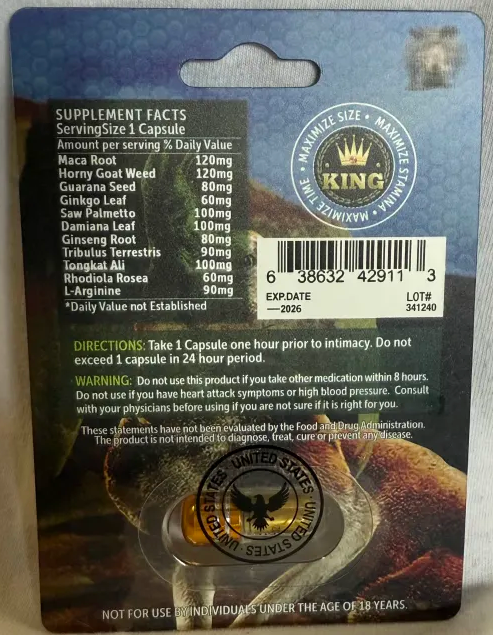 SUPPLEMENT FACTS
ServingSize 1 Capsule
Amount per serving % Daily Value
Maca Root 120mg
Horny Goat Weed 120mg
Guarana Seed 80mg
Ginkgo Leaf 60mg
Saw Palmetto 100mg
Damiana Leaf 100mg
Ginseng Root 80mg
Tribulus Terrestris 90mg
Tongkat Ali 100mg
Rhodiola Rosea 60mg
L-Arginine 90mg
*Daily Value not Established
MAXIMIZE SIZE • MAXIMIZE STAMINA • MAXIMIZE TIME •
KING
6 38632 42911 3
EXP.DATE LOT#
—2026 341240
DIRECTIONS: Take 1 Capsule one hour prior to intimacy. Do not
exceed 1 capsule in 24 hour period.
WARNING: Do not use this product if you take other medication within 8 hours.
Do not use if you have heart attack symptoms or high blood pressure. Consult
with your physicians before using if you are not sure if it is right for you.
These statements have not been evaluated by the Food and Drug Administration.
The product is not intended to diagnose, treat, cure or prevent any disease.
UNITED STATES · UNITED STATES · UNITED STATES · UNITED STATES ·
NOT FOR USE BY INDIVIDUALS UNDER THE AGE OF 18 YEARS.